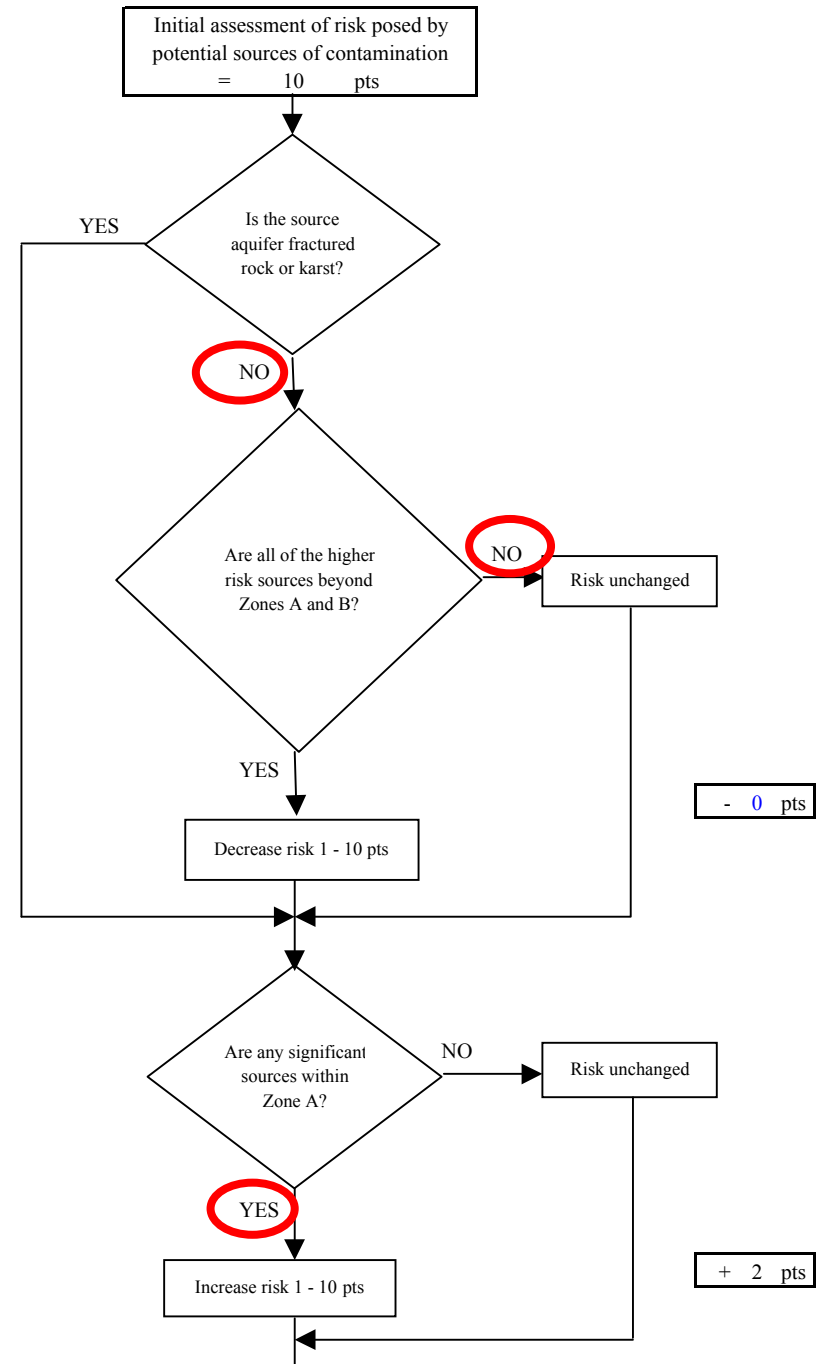 Initial assessment of risk posed by
potential sources of contamination
= 10 pts
YES
Is the source
aquifer fractured
rock or karst?
NO
Are all of the higher
risk sources beyond
Zones A and B?
NO
Risk unchanged
YES
- 0 pts
Decrease risk 1 - 10 pts
Are any significant
sources within
Zone A?
NO
Risk unchanged
YES
+ 2 pts
Increase risk 1 - 10 pts